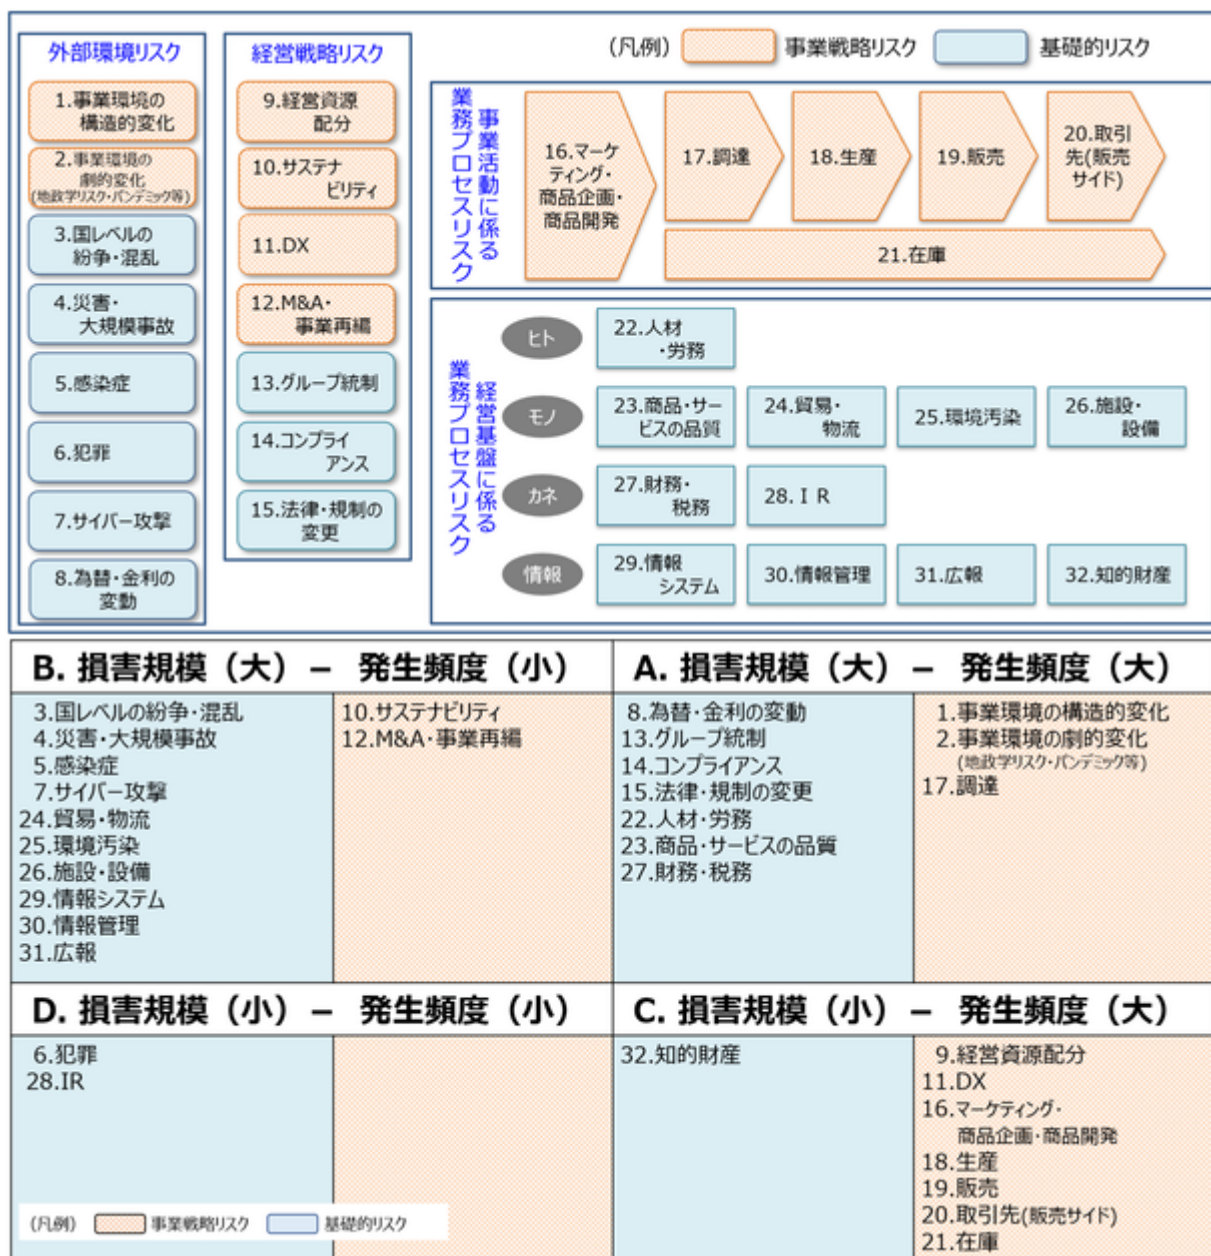 外部環境リスク
1.事業環境の
構造的変化
2.事業環境の
劇的変化
(地政学リスク・パンデミック等)
3.国レベルの
紛争・混乱
4.災害・
大規模事故
5.感染症
6.犯罪
7.サイバー攻撃
8.為替・金利の
変動
経営戦略リスク
9.経営資源
配分
10.サステナ
ビリティ
11.DX
12.M&A・
事業再編
13.グループ統制
14.コンプライ
アンス
15.法律・規制の
変更
(凡例) 事業戦略リスク 基礎的リスク
事業活動に係る
業務プロセスリスク
16.マーケ
ティング・
商品企画・
商品開発
17.調達
18.生産
19.販売
20.取引
先(販売
サイド)
21.在庫
経営基盤に係る
業務プロセスリスク
ヒト
22.人材
・労務
モノ
23.商品・サー
ビスの品質
24.貿易・
物流
25.環境汚染
26.施設・
設備
カネ
27.財務・
税務
28.ＩＲ
情報
29.情報
システム
30.情報管理
31.広報
32.知的財産
B. 損害規模（大）－ 発生頻度（小）
3.国レベルの紛争・混乱
4.災害・大規模事故
5.感染症
7.サイバー攻撃
24.貿易・物流
25.環境汚染
26.施設・設備
29.情報システム
30.情報管理
31.広報
10.サステナビリティ
12.M&A・事業再編
A. 損害規模（大）－ 発生頻度（大）
8.為替・金利の変動
13.グループ統制
14.コンプライアンス
15.法律・規制の変更
22.人材・労務
23.商品・サービスの品質
27.財務・税務
1.事業環境の構造的変化
2.事業環境の劇的変化
(地政学リスク・パンデミック等)
17.調達
D. 損害規模（小）－ 発生頻度（小）
6.犯罪
28.IR
(凡例) 事業戦略リスク 基礎的リスク
C. 損害規模（小）－ 発生頻度（大）
32.知的財産
9.経営資源配分
11.DX
16.マーケティング・
商品企画・商品開発
18.生産
19.販売
20.取引先(販売サイド)
21.在庫